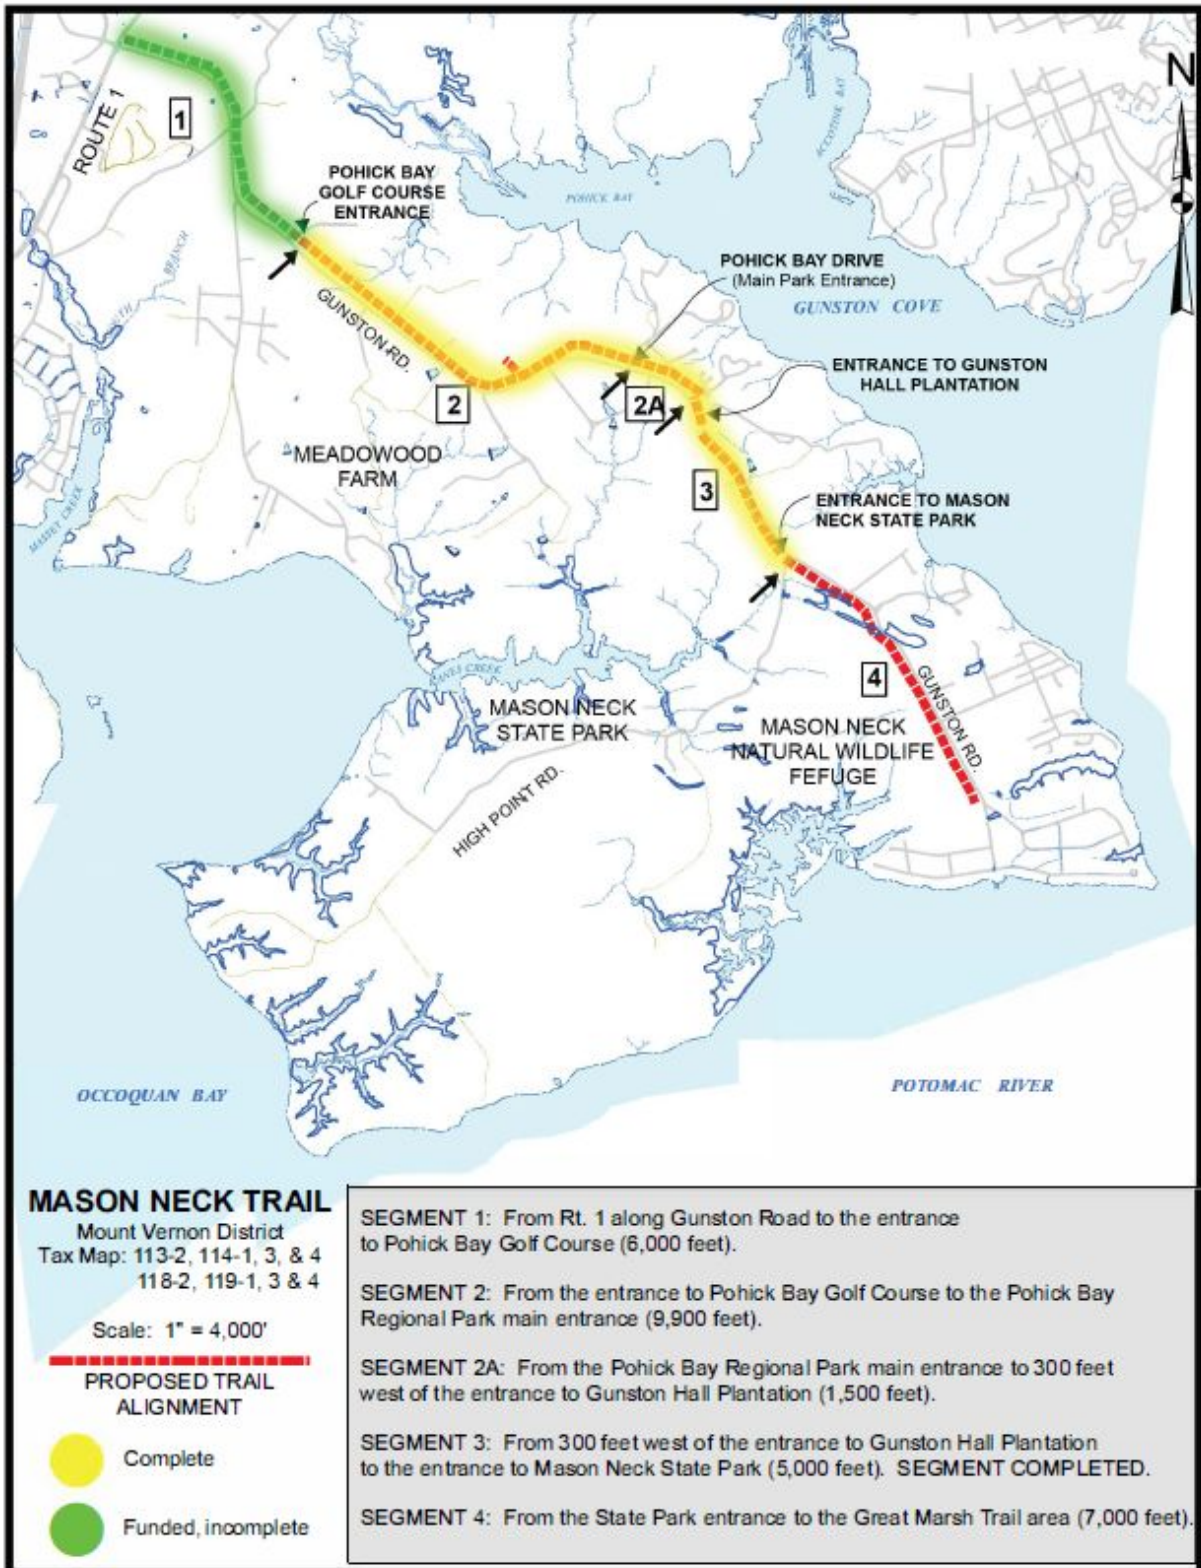 N
ROUTE 1
1
POHICK BAY
GOLF COURSE
ENTRANCE
POHICK BAY
ACCOTINK BAY
SOUTH BRANCH
POHICK BAY DRIVE
(Main Park Entrance)
GUNSTON COVE
GUNSTON RD.
ENTRANCE TO GUNSTON
HALL PLANTATION
2
2A
MEADOWOOD
FARM
3
ENTRANCE TO MASON
NECK STATE PARK
MASSEY CREEK
KANES CREEK
4
GUNSTON RD.
MASON NECK
STATE PARK
MASON NECK
NATURAL WILDLIFE
FEFUGE
HIGH POINT RD.
OCCOQUAN BAY
POTOMAC RIVER
MASON NECK TRAIL
Mount Vernon District
Tax Map: 113-2, 114-1, 3, & 4
118-2, 119-1, 3 & 4
Scale: 1" = 4,000'
PROPOSED TRAIL
ALIGNMENT
Complete
Funded, incomplete
SEGMENT 1: From Rt. 1 along Gunston Road to the entrance
to Pohick Bay Golf Course (6,000 feet).
SEGMENT 2: From the entrance to Pohick Bay Golf Course to the Pohick Bay
Regional Park main entrance (9,900 feet).
SEGMENT 2A: From the Pohick Bay Regional Park main entrance to 300 feet
west of the entrance to Gunston Hall Plantation (1,500 feet).
SEGMENT 3: From 300 feet west of the entrance to Gunston Hall Plantation
to the entrance to Mason Neck State Park (5,000 feet). SEGMENT COMPLETED.
SEGMENT 4: From the State Park entrance to the Great Marsh Trail area (7,000 feet).